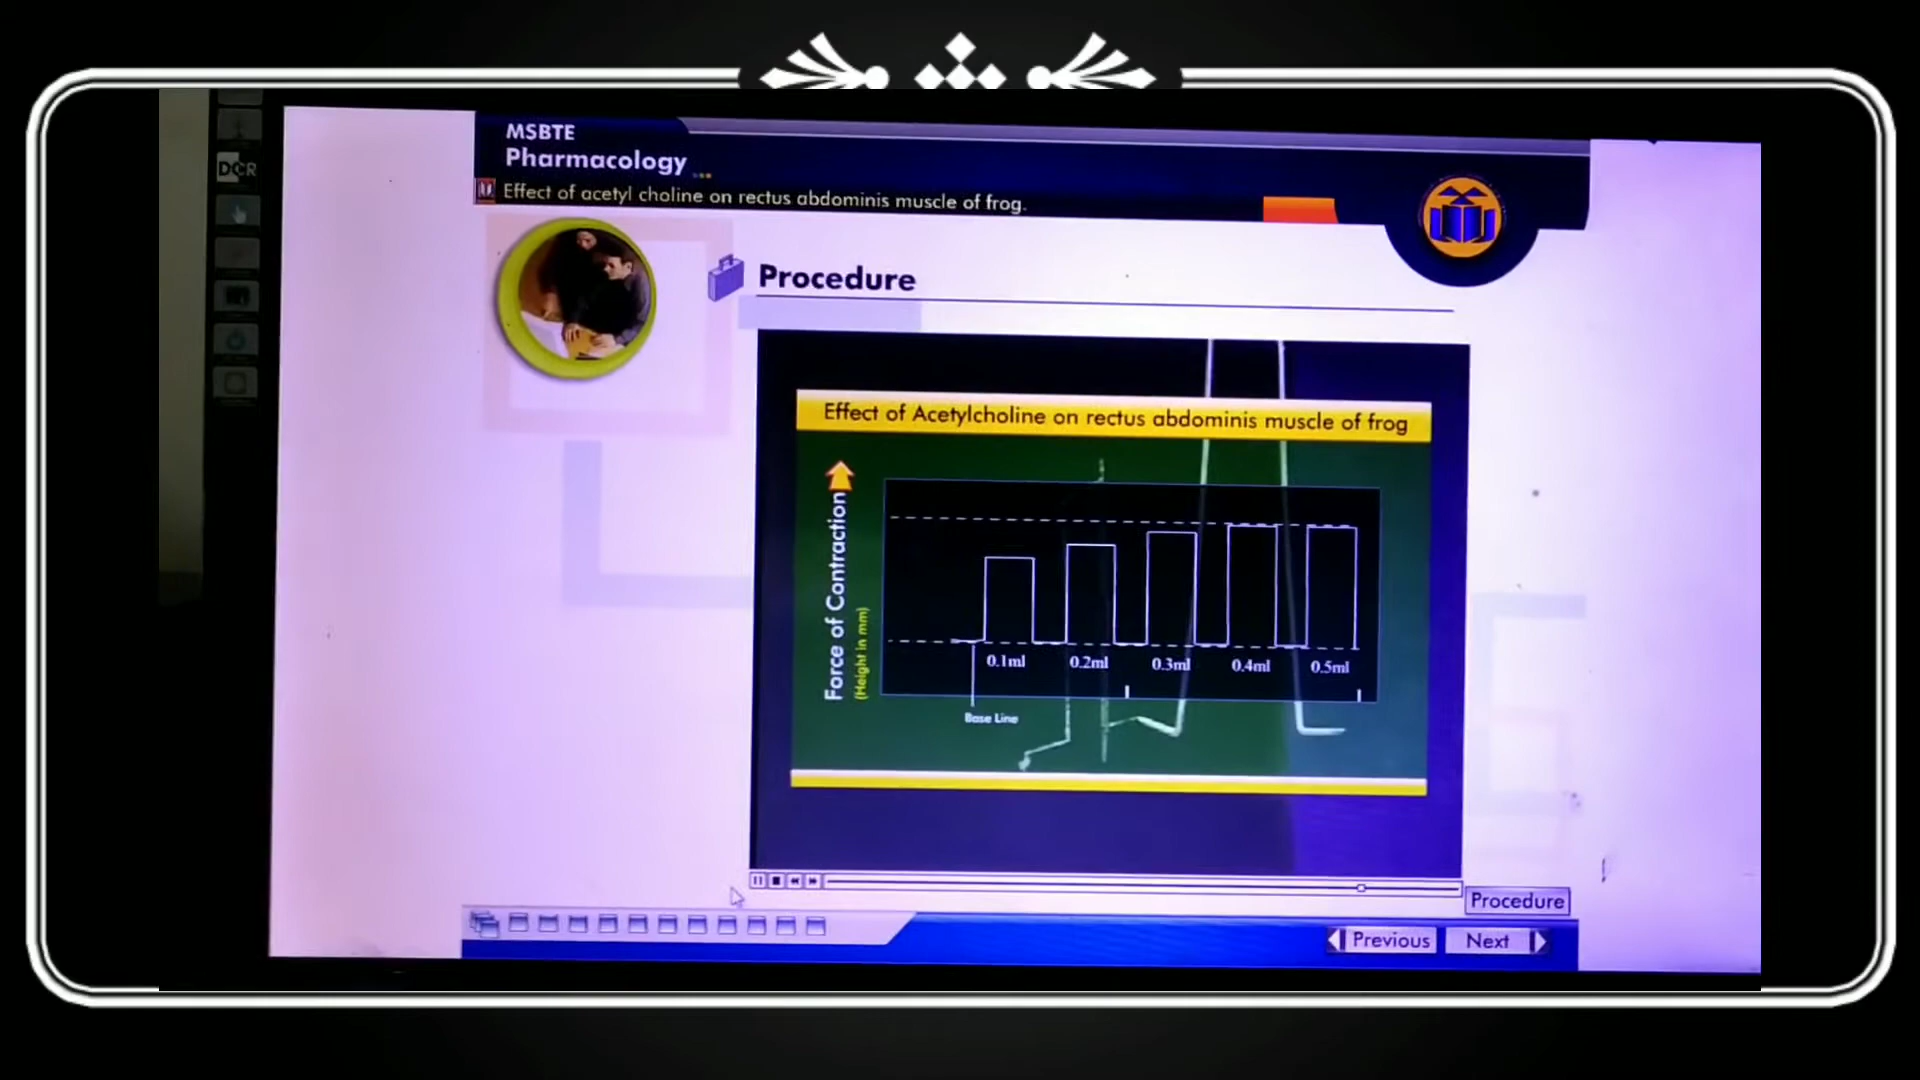 DCR
MSBTE
Pharmacology
Effect of acetyl choline on rectus abdominis muscle of frog.
Procedure
Effect of Acetylcholine on rectus abdominis muscle of frog
Force of Contraction
(Height in mm)
0.1ml
0.2ml
0.3ml
0.4ml
0.5ml
Base Line
Procedure
Previous
Next